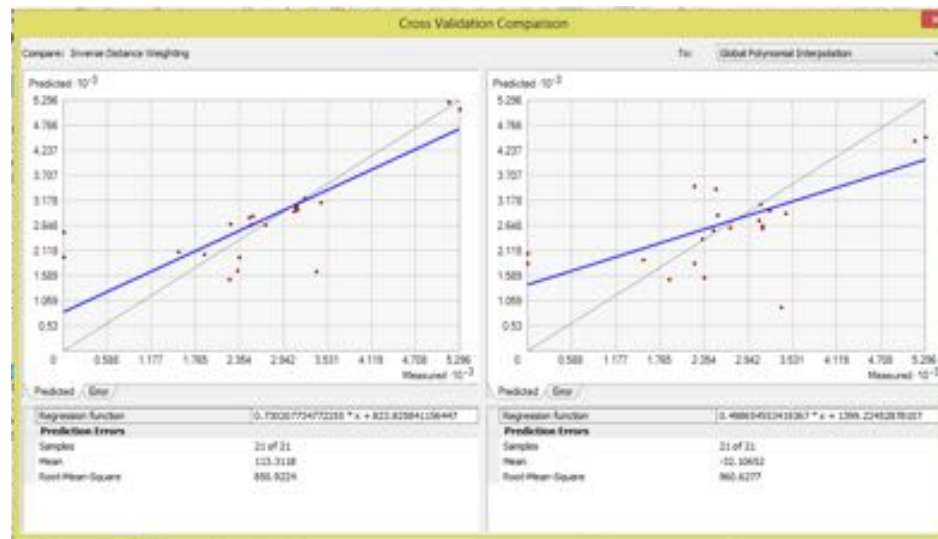 Cross Validation Comparison
Compare: Inverse Distance Weighting
To: Global Polynomial Interpolation
Predicted 10⁻³
5.296
4.766
4.237
3.707
3.178
2.648
2.118
1.589
1.059
0.53
0 0.588 1.177 1.765 2.354 2.942 3.531 4.119 4.708 5.296
Measured 10⁻³
Predicted Error
Regression function
Prediction Errors
Samples 21 of 21
Mean 113.3118
Root-Mean-Square 850.9224
Predicted 10⁻³
5.296
4.766
4.237
3.707
3.178
2.648
2.118
1.589
1.059
0.53
0 0.588 1.177 1.765 2.354 2.942 3.531 4.119 4.708 5.296
Measured 10⁻³
Predicted Error
Regression function
Prediction Errors
Samples 21 of 21
Mean -32.10652
Root-Mean-Square 960.6277